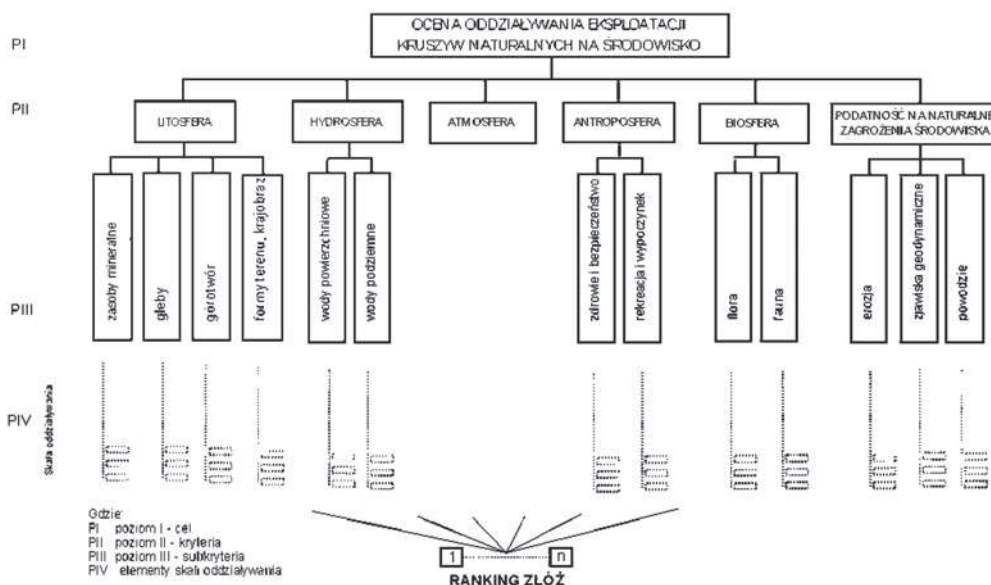 PI
OCENA ODDZIAŁYWANIA EKSPLOATACJI
KRUSZYW NATURALNYCH NA ŚRODOWISKO
PII
LITOSFERA
HYDROSFERA
ATMOSFERA
ANTROPOSFERA
BIOSFERA
PODATNOŚĆ NA NATURALNE
ZAGROŻENIA ŚRODOWISKA
PIII
zasoby mineralne
gleby
górotwór
formy terenu, krajobraz
wody powierzchniowe
wody podziemne
zdrowie i bezpieczeństwo
rekreacja i wypoczynek
flora
fauna
erozja
zjawiska geodynamiczne
powodzie
PIV
Skala oddziaływania
Gdzie:
PI poziom I - cel
PII poziom II - kryteria
PIII poziom III - subkryteria
PIV elementy skali oddziaływania
1
n
RANKING ZŁÓŻ